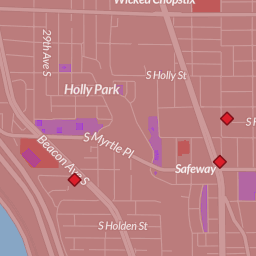 Wicked Chopstix
29th Ave S
S Holly St
Holly Park
S Myrtle Pl
Beacon Ave S
Safeway
S Holden St